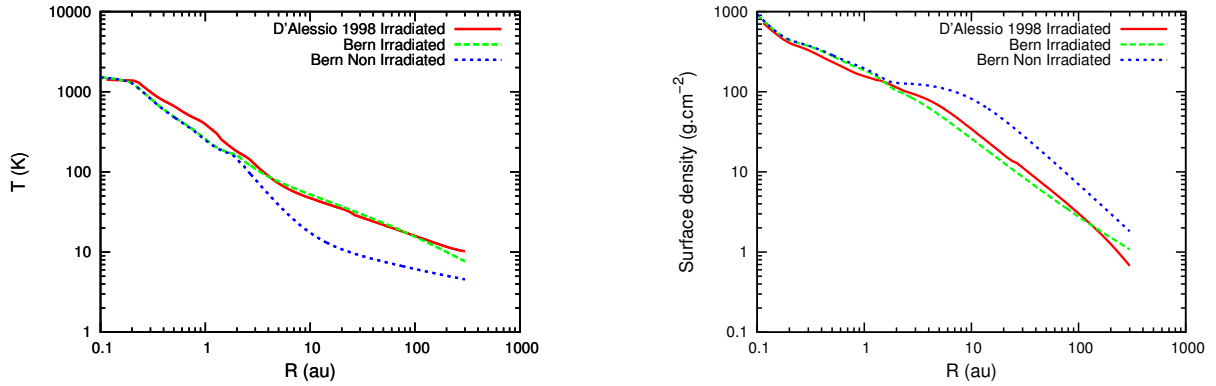 10000
1000
100
10
1
0.1 1 10 100 1000
T (K)
R (au)
D'Alessio 1998 Irradiated
Bern Irradiated
Bern Non Irradiated
1000
100
10
1
0.1
0.1 1 10 100 1000
Surface density (g.cm⁻²)
R (au)
D'Alessio 1998 Irradiated
Bern Irradiated
Bern Non Irradiated